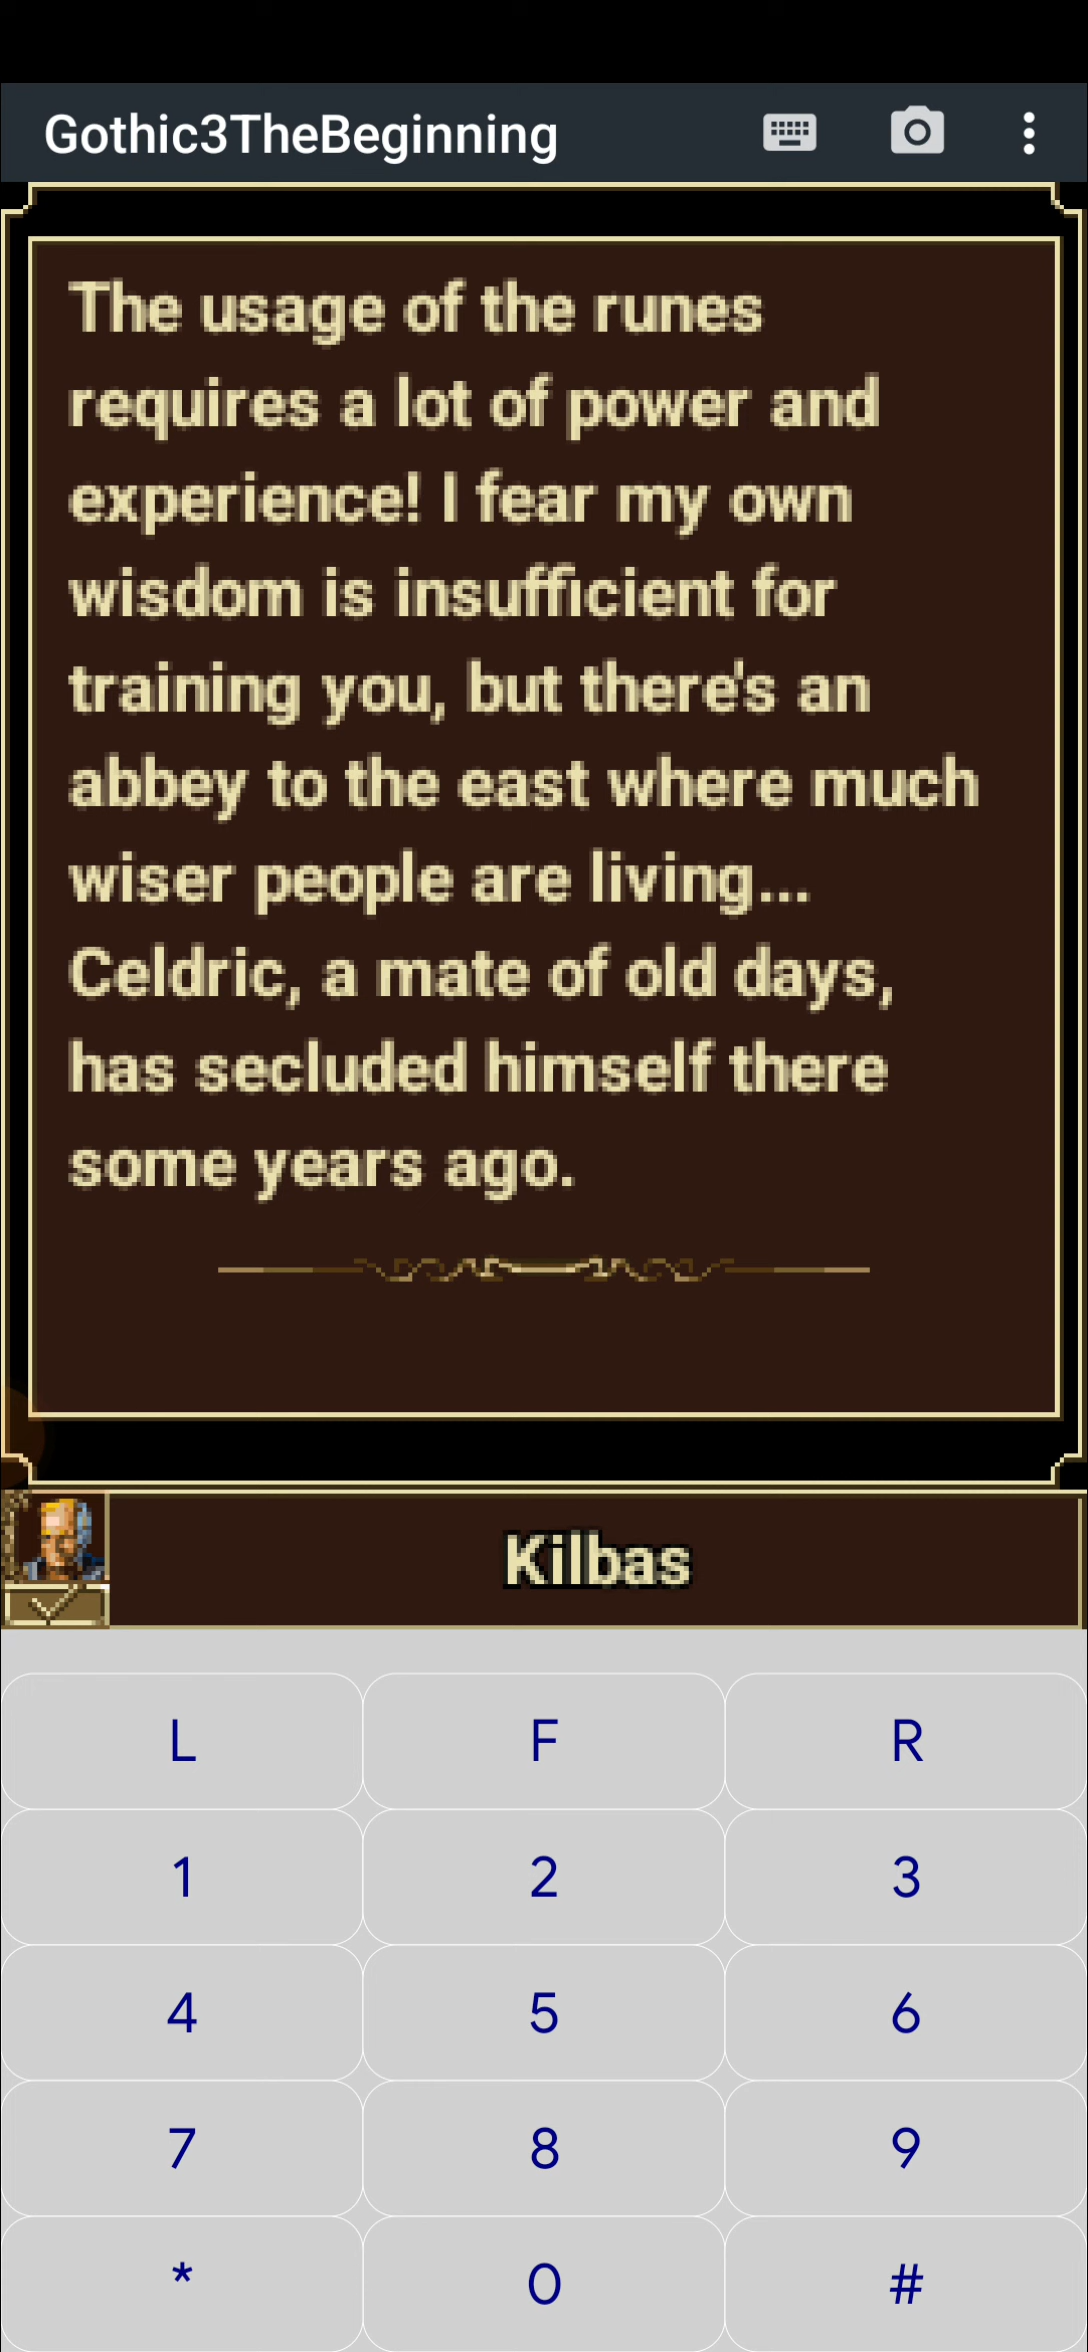 Gothic3TheBeginning
The usage of the runes
requires a lot of power and
experience! I fear my own
wisdom is insufficient for
training you, but there's an
abbey to the east where much
wiser people are living...
Celdric, a mate of old days,
has secluded himself there
some years ago.
Kilbas
L F R
1 2 3
4 5 6
7 8 9
* 0 #